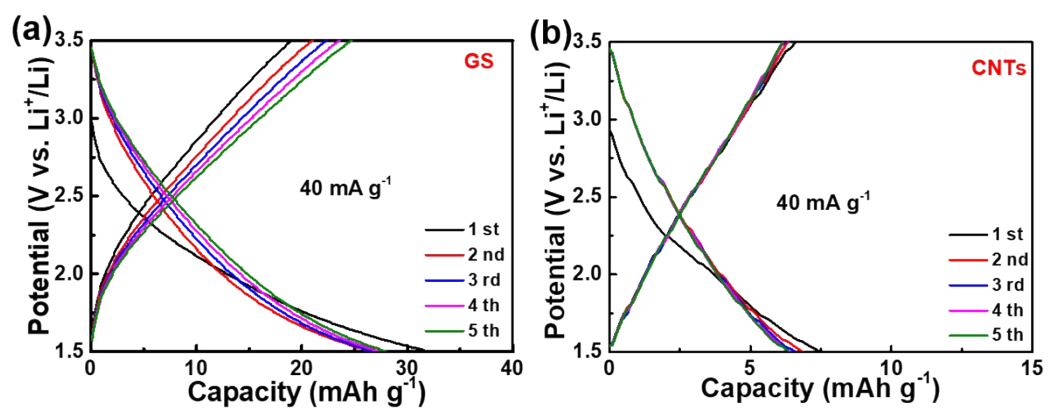 (a)
GS
Potential (V vs. Li⁺/Li)
3.5
3.0
2.5
2.0
1.5
40 mA g⁻¹
1 st
2 nd
3 rd
4 th
5 th
0 10 20 30 40
Capacity (mAh g⁻¹)
(b)
CNTs
Potential (V vs. Li⁺/Li)
3.5
3.0
2.5
2.0
1.5
40 mA g⁻¹
1 st
2 nd
3 rd
4 th
5 th
0 5 10 15
Capacity (mAh g⁻¹)